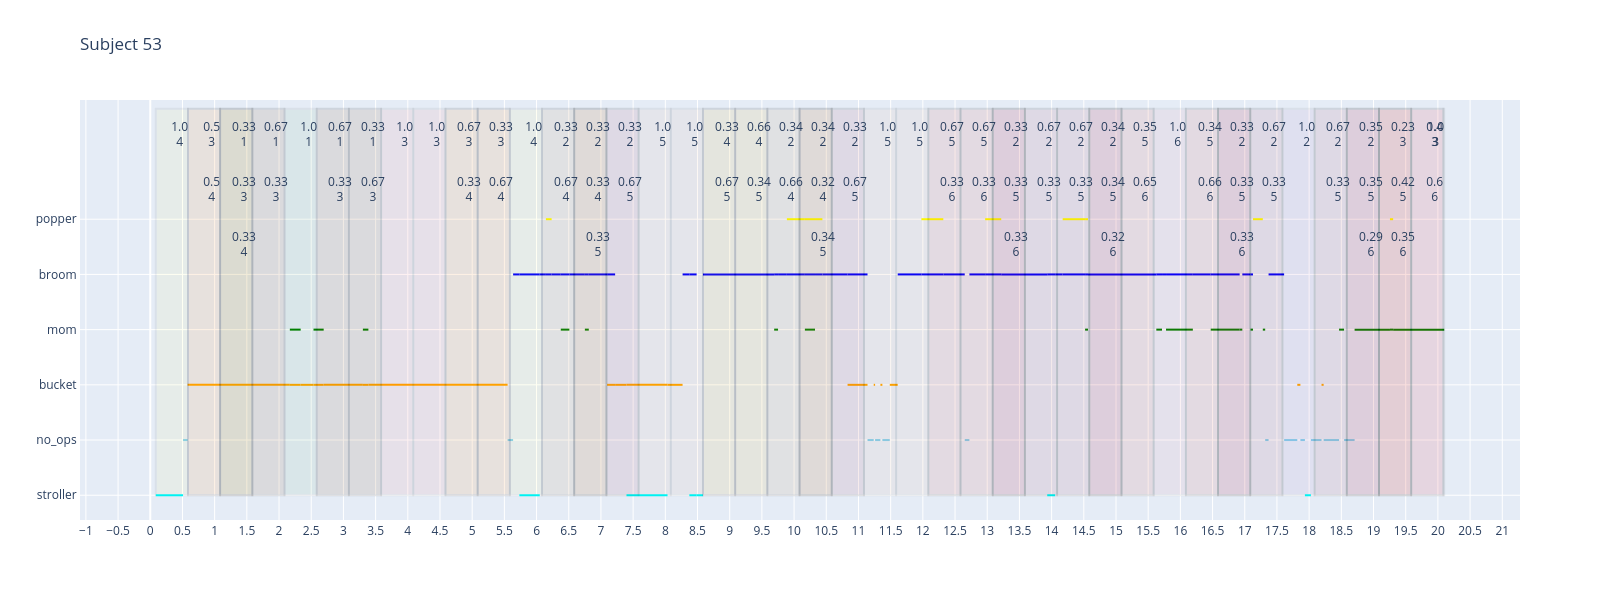 Subject 53
1.0 0.5 0.33 0.67 1.0 0.67 0.33 1.0 1.0 0.67 0.33 1.0 0.33 0.33 0.33 1.0 1.0 0.33 0.66 0.34 0.34 0.33 1.0 1.0 0.67 0.67 0.33 0.67 0.67 0.34 0.35 1.0 0.34 0.33 0.67 1.0 0.67 0.35 0.23
4 3 1 1 1 1 1 3 3 3 3 4 2 2 2 5 5 4 4 2 2 2 5 5 5 5 2 2 2 2 5 6 5 2 2 2 2 2 3 3
0.5 0.33 0.33 0.33 0.67 0.33 0.67 0.67 0.33 0.67 0.67 0.34 0.66 0.32 0.67 0.33 0.33 0.33 0.33 0.33 0.34 0.65 0.66 0.33 0.33 0.33 0.35 0.42 0.6
4 3 3 3 3 4 4 4 4 5 5 5 4 4 5 6 6 5 5 5 5 6 6 5 5 5 5 5 6
popper
0.33 0.33 0.34 0.33 0.32 0.33 0.29 0.35
4 5 5 6 6 6 6 6
broom
mom
bucket
no_ops
stroller
−1 −0.5 0 0.5 1 1.5 2 2.5 3 3.5 4 4.5 5 5.5 6 6.5 7 7.5 8 8.5 9 9.5 10 10.5 11 11.5 12 12.5 13 13.5 14 14.5 15 15.5 16 16.5 17 17.5 18 18.5 19 19.5 20 20.5 21